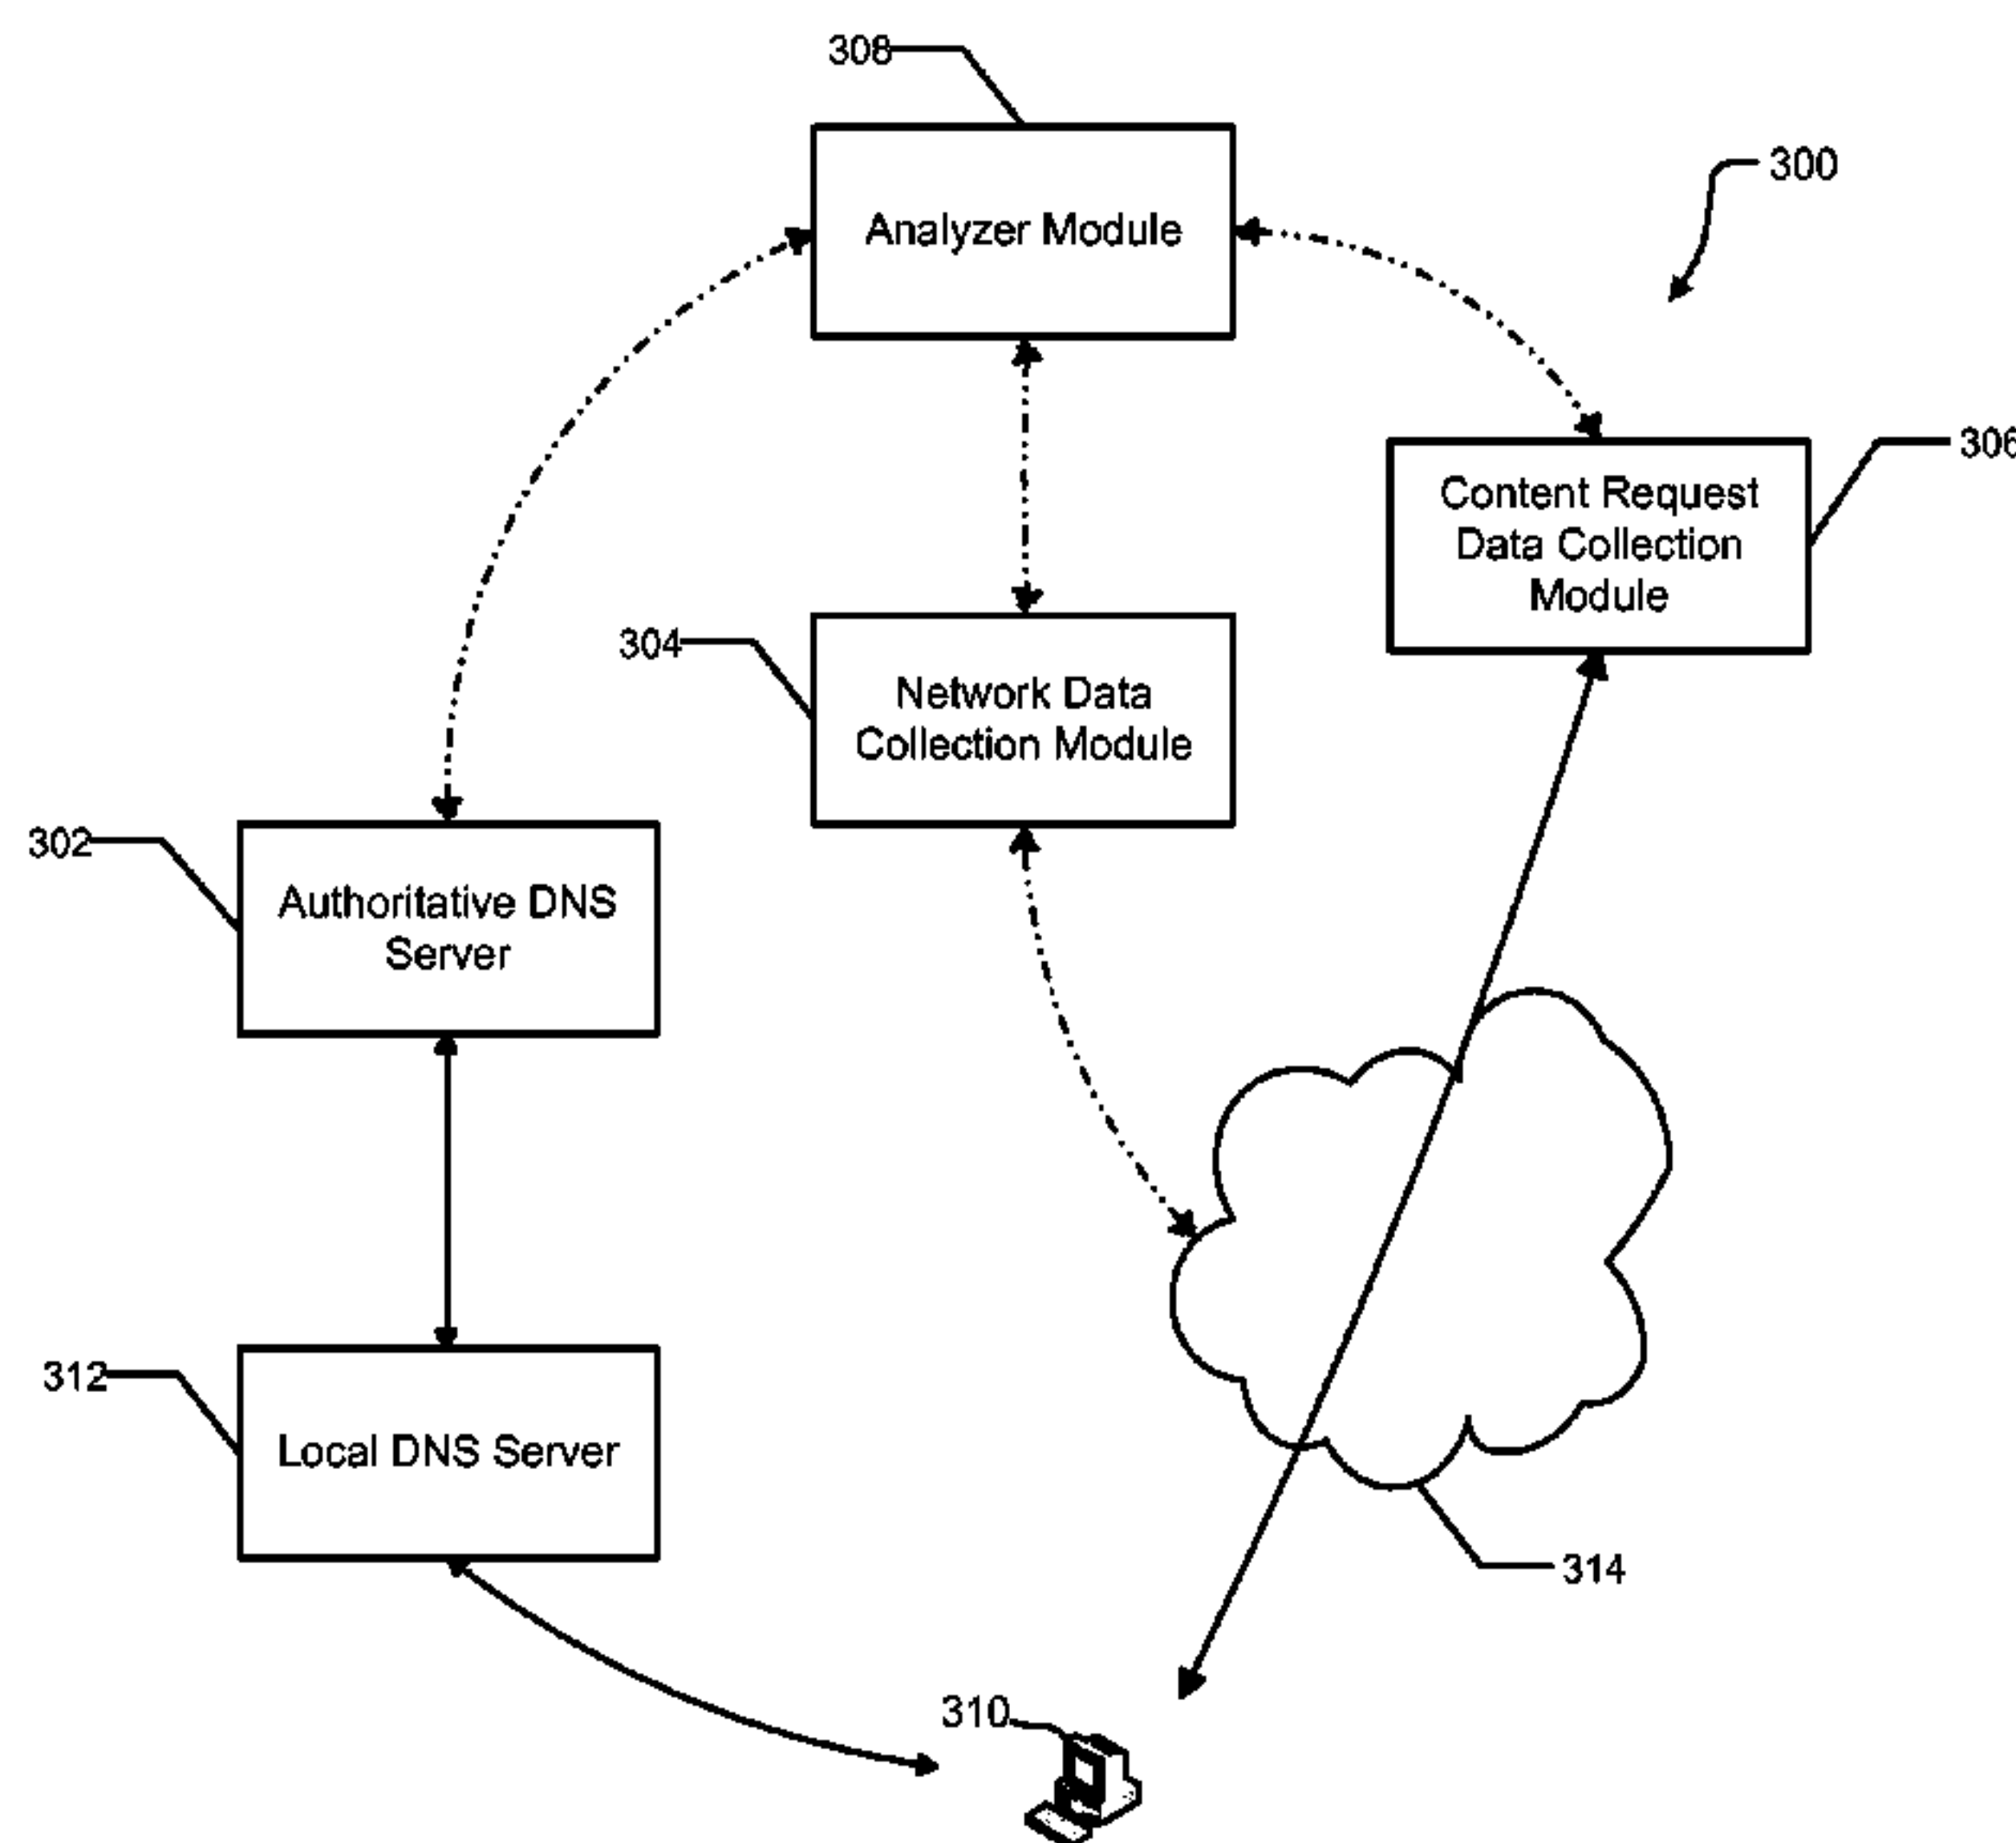 308
300
Analyzer Module
306
Content Request
Data Collection
Module
304
Network Data
Collection Module
302
Authoritative DNS
Server
312
Local DNS Server
314
310